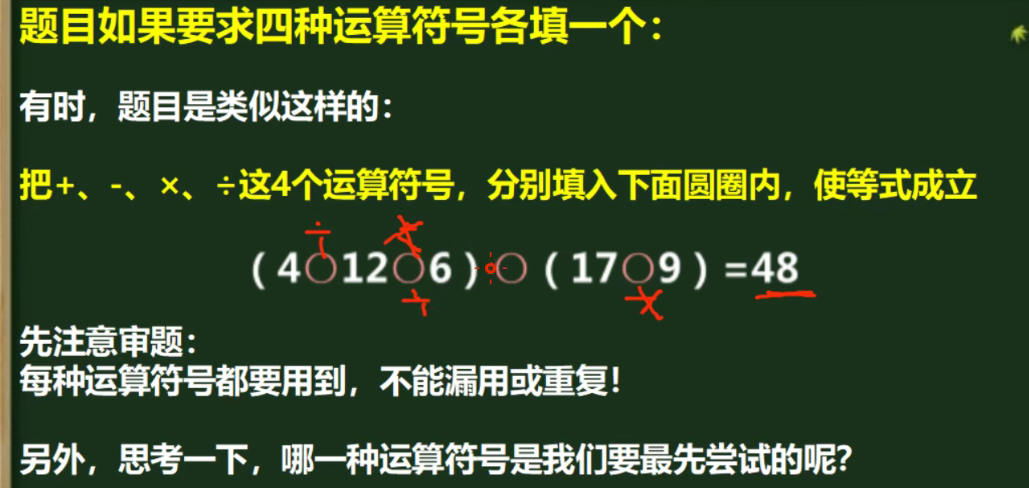 题目如果要求四种运算符号各填一个：
有时，题目是类似这样的：
把+、-、×、÷这4个运算符号，分别填入下面圆圈内，使等式成立
÷ ×
（4○12○6）○（17○9）=48
+ ×
先注意审题：
每种运算符号都要用到，不能漏用或重复！
另外，思考一下，哪一种运算符号是我们要最先尝试的呢？